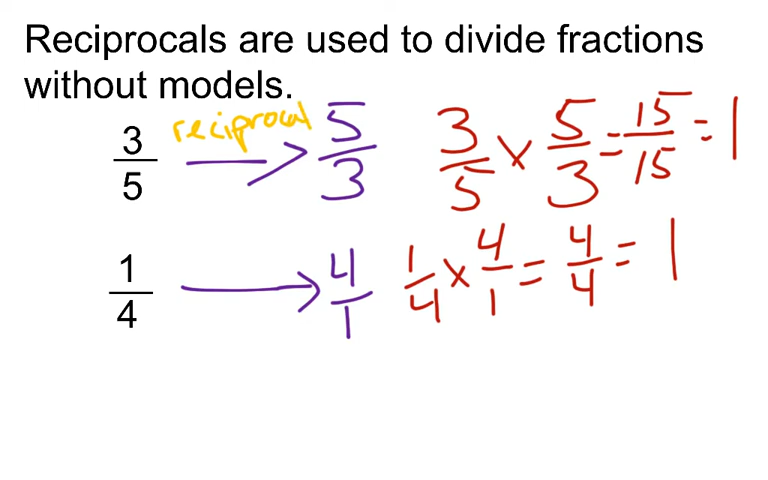 Reciprocals are used to divide fractions
without models.
3/5 reciprocal → 5/3 3/5 × 5/3 = 15/15 = 1
1/4 → 4/1 1/4 × 4/1 = 4/4 = 1